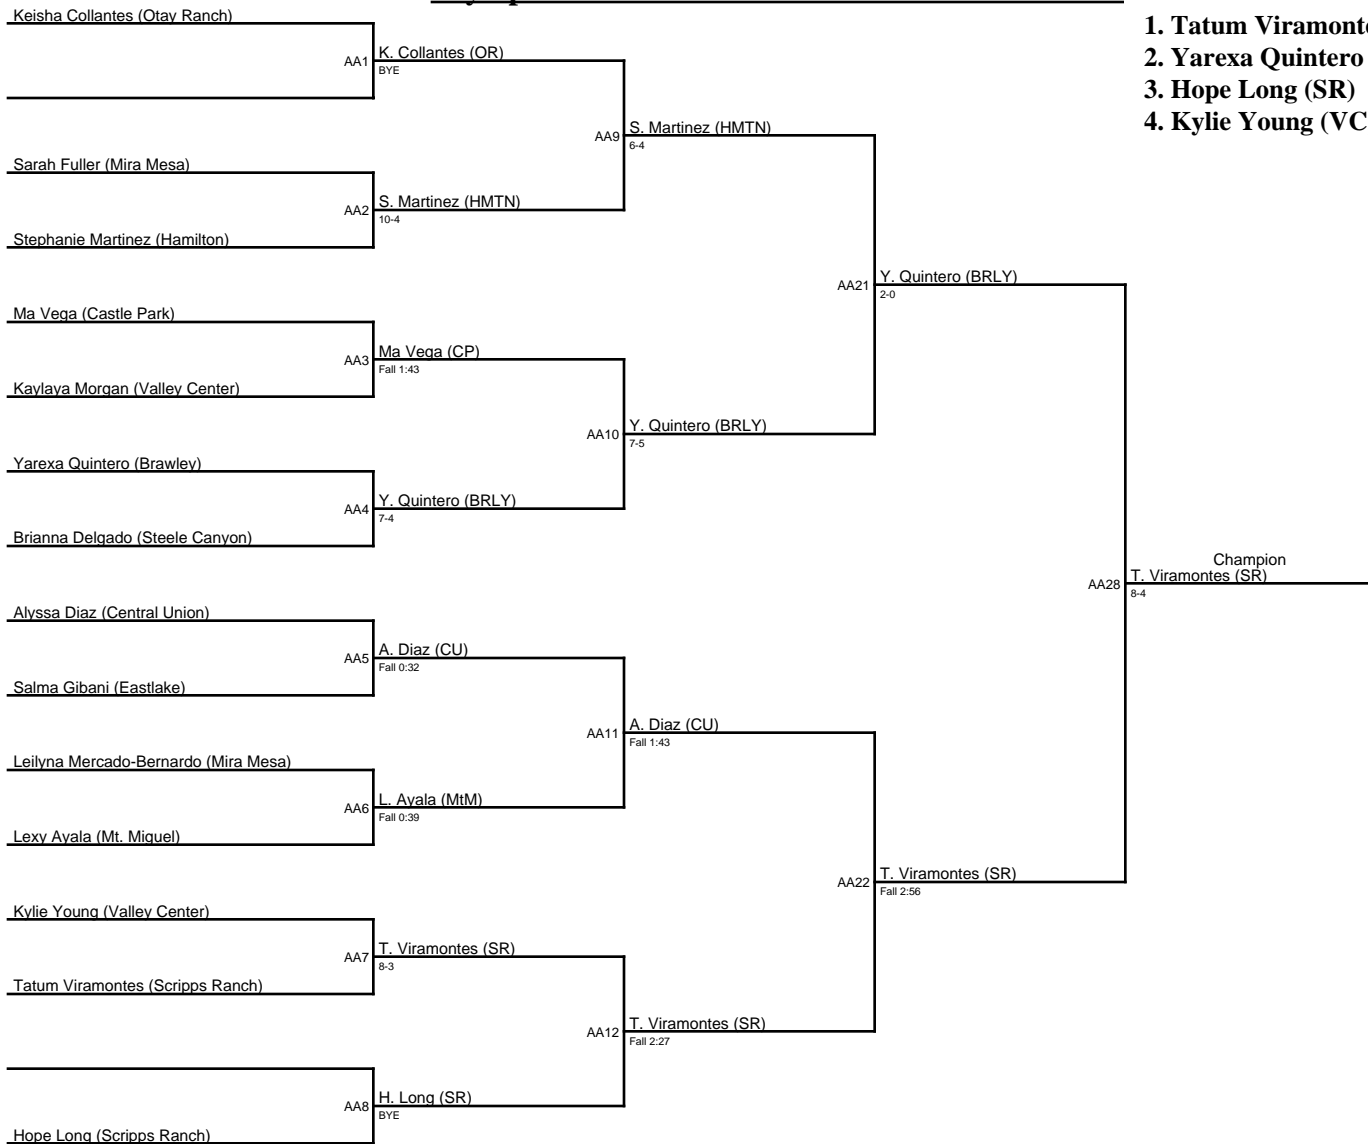 Keisha Collantes (Otay Ranch)
AA1
K. Collantes (OR)
BYE
AA9
S. Martinez (HMTN)
6-4
Sarah Fuller (Mira Mesa)
AA2
S. Martinez (HMTN)
10-4
Stephanie Martinez (Hamilton)
AA21
Y. Quintero (BRLY)
2-0
Ma Vega (Castle Park)
AA3
Ma Vega (CP)
Fall 1:43
Kaylaya Morgan (Valley Center)
AA10
Y. Quintero (BRLY)
7-5
Yarexa Quintero (Brawley)
AA4
Y. Quintero (BRLY)
7-4
Brianna Delgado (Steele Canyon)
Champion
AA28
T. Viramontes (SR)
8-4
Alyssa Diaz (Central Union)
AA5
A. Diaz (CU)
Fall 0:32
Salma Gibani (Eastlake)
AA11
A. Diaz (CU)
Fall 1:43
Leilyna Mercado-Bernardo (Mira Mesa)
AA6
L. Ayala (MtM)
Fall 0:39
Lexy Ayala (Mt. Miguel)
AA22
T. Viramontes (SR)
Fall 2:56
Kylie Young (Valley Center)
AA7
T. Viramontes (SR)
8-3
Tatum Viramontes (Scripps Ranch)
AA12
T. Viramontes (SR)
Fall 2:27
AA8
H. Long (SR)
BYE
Hope Long (Scripps Ranch)
1. Tatum Viramonte
2. Yarexa Quintero
3. Hope Long (SR)
4. Kylie Young (VC